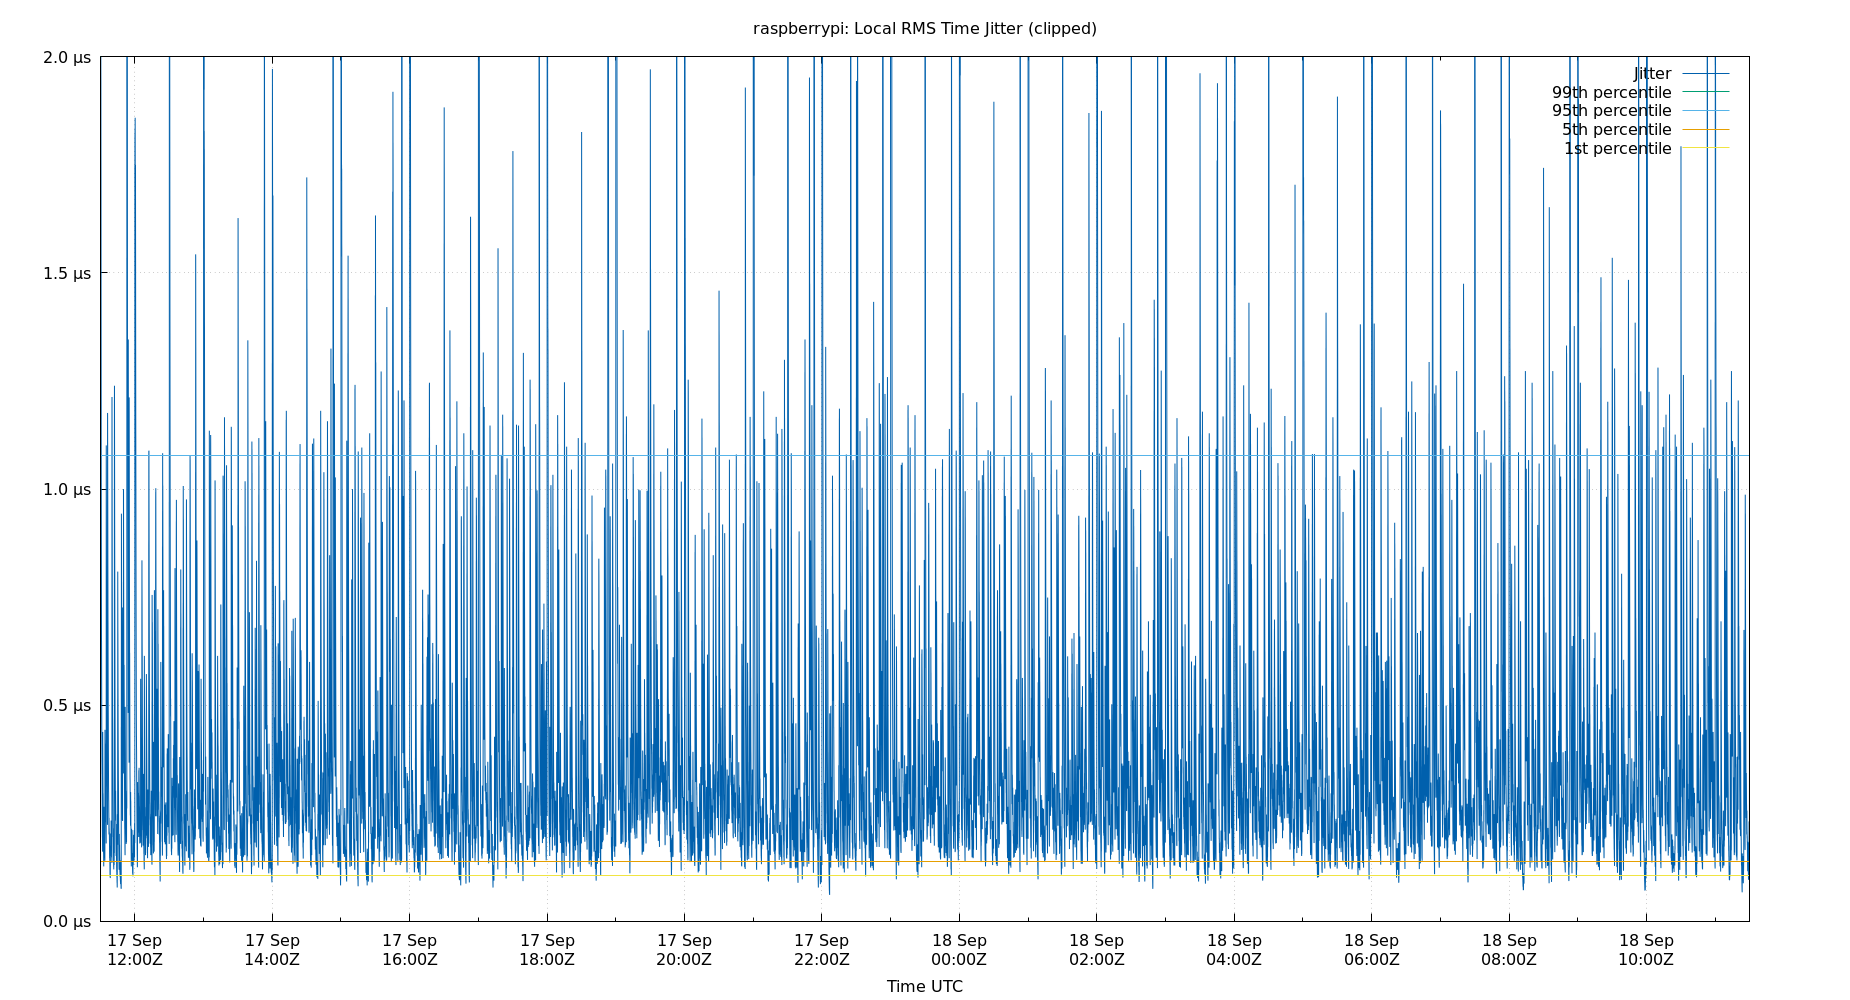 raspberrypi: Local RMS Time Jitter (clipped)
2.0 µs
1.5 µs
1.0 µs
0.5 µs
0.0 µs
Jitter
99th percentile
95th percentile
5th percentile
1st percentile
17 Sep 17 Sep 17 Sep 17 Sep 17 Sep 17 Sep 18 Sep 18 Sep 18 Sep 18 Sep 18 Sep 18 Sep
12:00Z 14:00Z 16:00Z 18:00Z 20:00Z 22:00Z 00:00Z 02:00Z 04:00Z 06:00Z 08:00Z 10:00Z
Time UTC